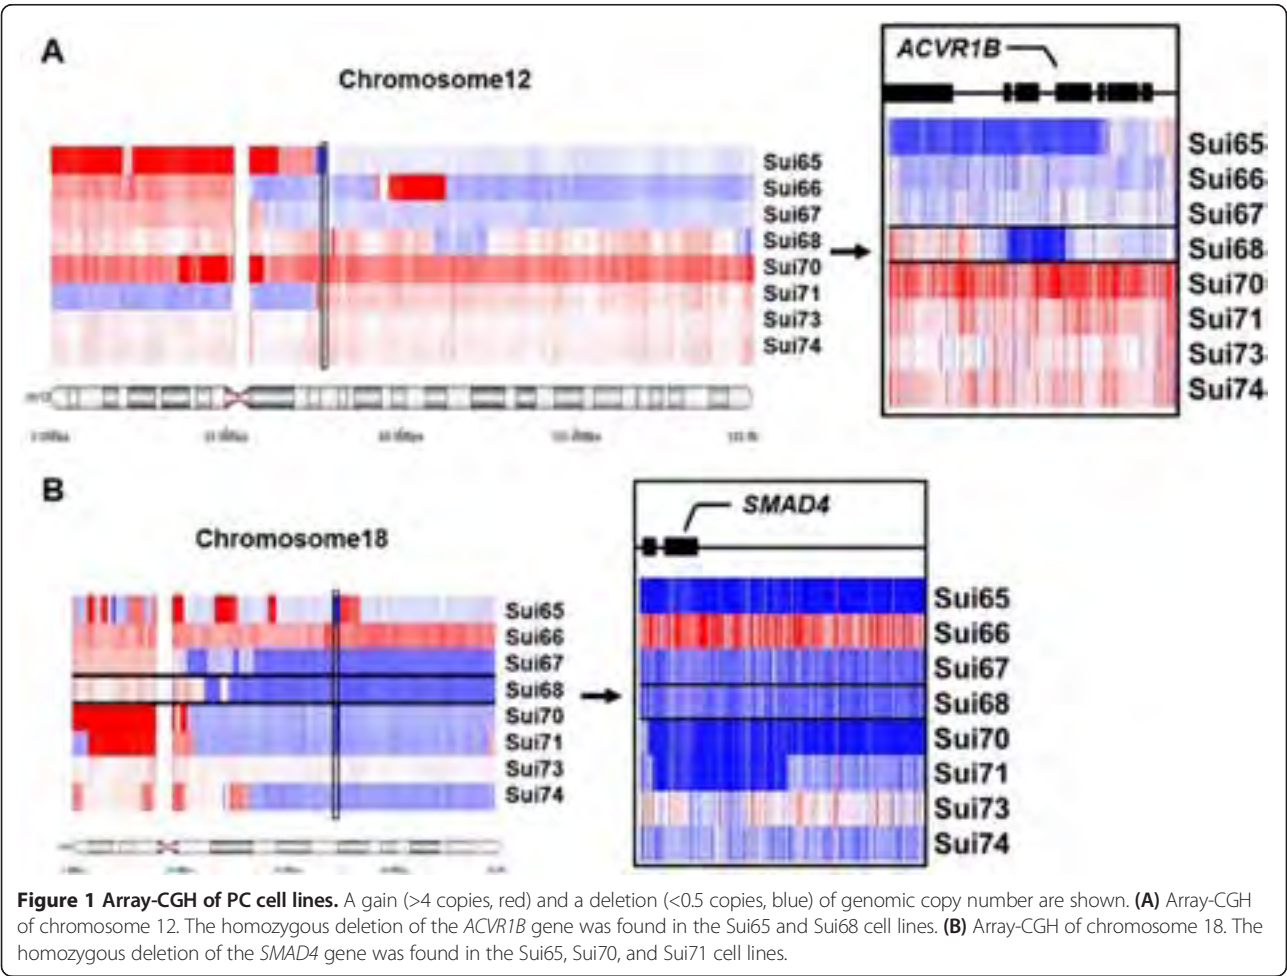 A
Chromosome12
ACVR1B
Sui65
Sui66
Sui67
Sui68
Sui70
Sui71
Sui73
Sui74
Sui65
Sui66
Sui67
Sui68
Sui70
Sui71
Sui73
Sui74
B
Chromosome18
SMAD4
Sui65
Sui66
Sui67
Sui68
Sui70
Sui71
Sui73
Sui74
Sui65
Sui66
Sui67
Sui68
Sui70
Sui71
Sui73
Sui74
Figure 1 Array-CGH of PC cell lines. A gain (>4 copies, red) and a deletion (<0.5 copies, blue) of genomic copy number are shown. (A) Array-CGH
of chromosome 12. The homozygous deletion of the ACVR1B gene was found in the Sui65 and Sui68 cell lines. (B) Array-CGH of chromosome 18. The
homozygous deletion of the SMAD4 gene was found in the Sui65, Sui70, and Sui71 cell lines.